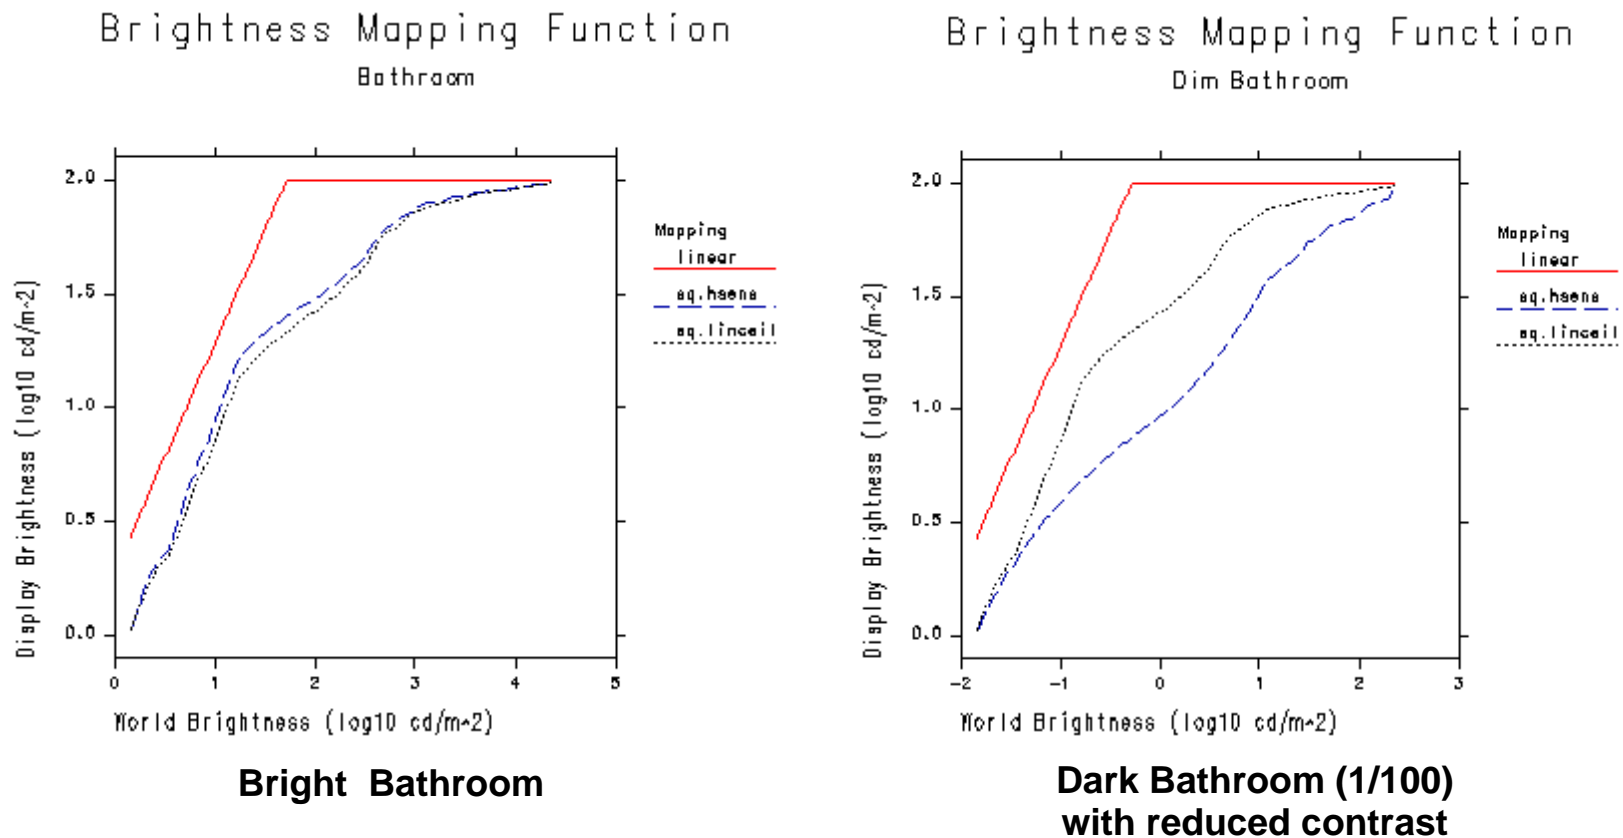 Brightness Mapping Function
Bathroom
2.0
1.5
1.0
0.5
0.0
Display Brightness (log10 cd/m^2)
0 1 2 3 4 5
World Brightness (log10 cd/m^2)
Mapping
linear
eq.hsens
eq.linceil
Bright Bathroom
Brightness Mapping Function
Dim Bathroom
2.0
1.5
1.0
0.5
0.0
Display Brightness (log10 cd/m^2)
-2 -1 0 1 2 3
World Brightness (log10 cd/m^2)
Mapping
linear
eq.hsens
eq.linceil
Dark Bathroom (1/100)
with reduced contrast